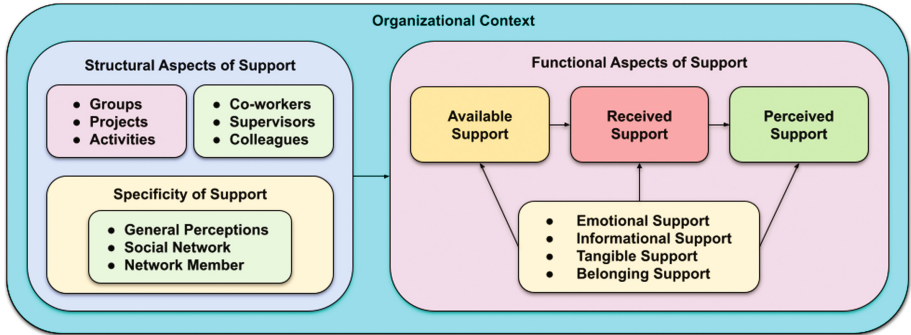 Organizational Context
Structural Aspects of Support
● Groups
● Projects
● Activities
● Co-workers
● Supervisors
● Colleagues
Specificity of Support
● General Perceptions
● Social Network
● Network Member
Functional Aspects of Support
Available
Support
Received
Support
Perceived
Support
● Emotional Support
● Informational Support
● Tangible Support
● Belonging Support